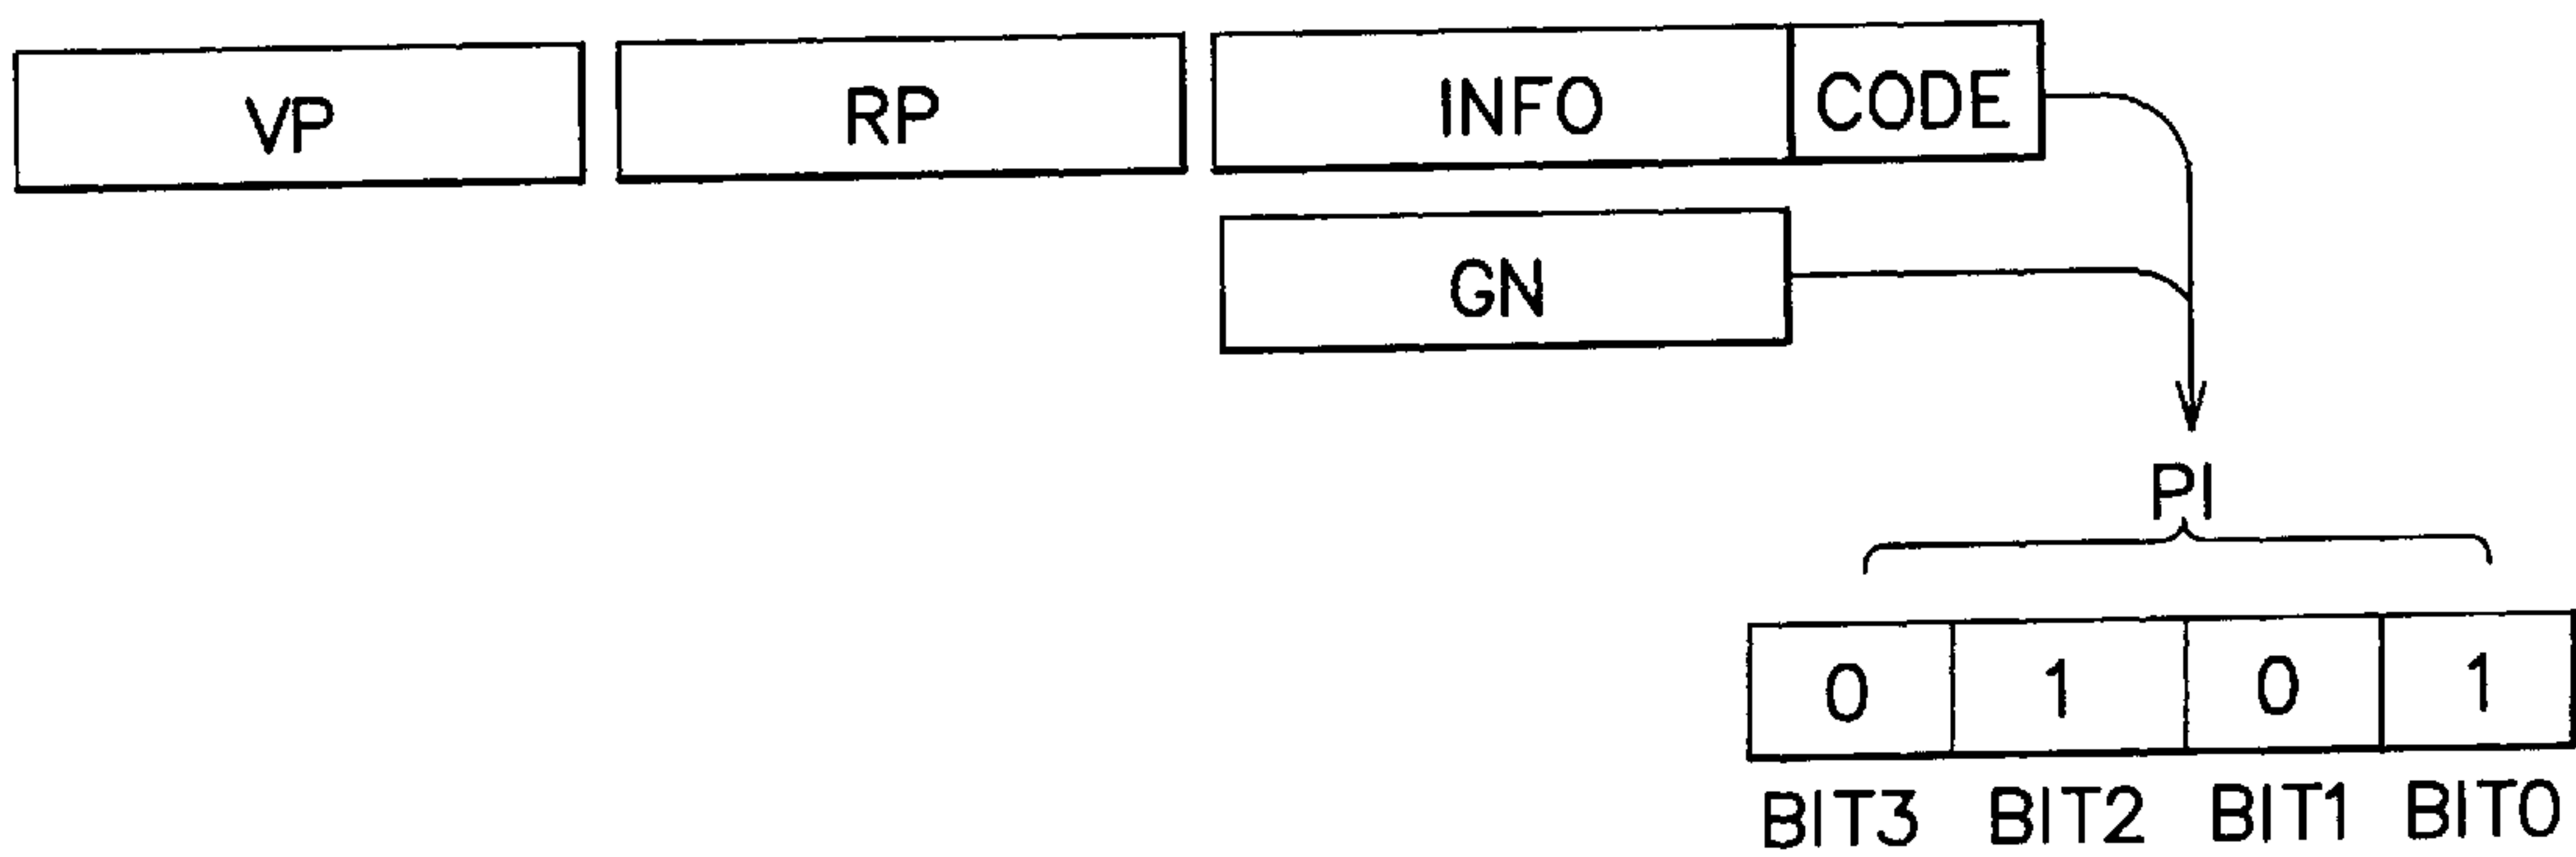 VP RP INFO CODE
GN
PI
0 1 0 1
BIT3 BIT2 BIT1 BIT0